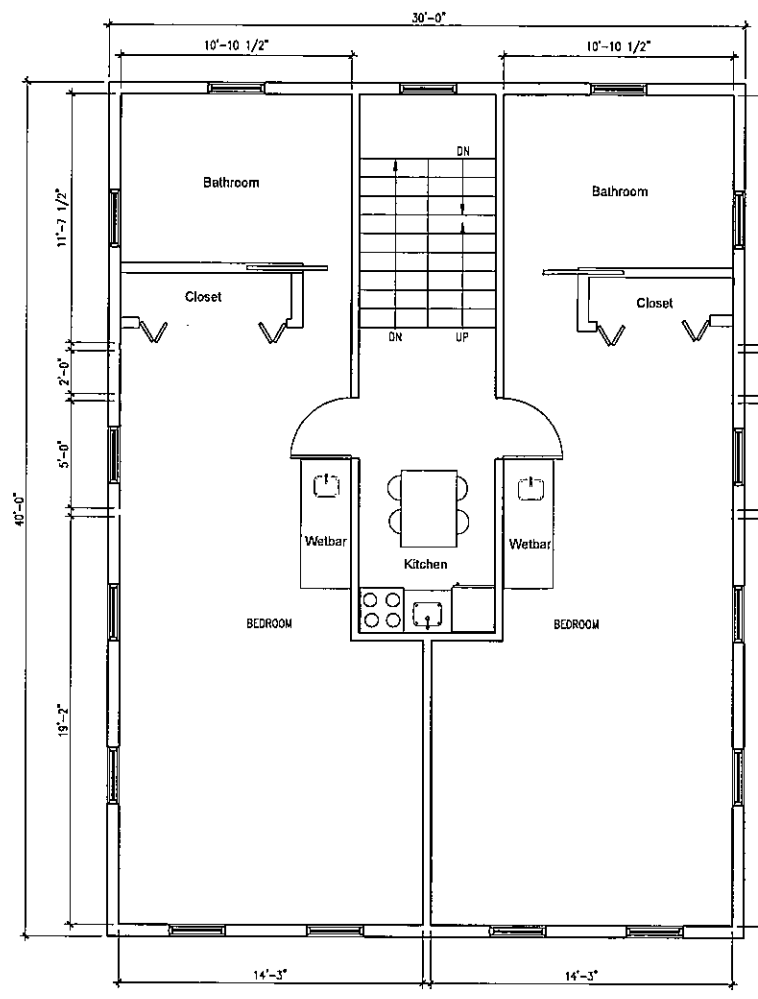 30'-0"
10'-10 1/2"
10'-10 1/2"
DN
Bathroom
Bathroom
11'-7 1/2"
Closet
Closet
DN
UP
2'-0"
5'-0"
40'-0"
Wetbar
Wetbar
Kitchen
BEDROOM
BEDROOM
19'-2"
14'-3"
14'-3"